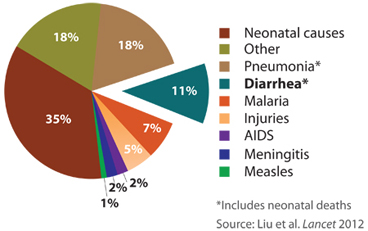 18%
18%
11%
35%
7%
5%
2%
2%
1%
Neonatal causes
Other
Pneumonia*
Diarrhea*
Malaria
Injuries
AIDS
Meningitis
Measles
*Includes neonatal deaths
Source: Liu et al. Lancet 2012